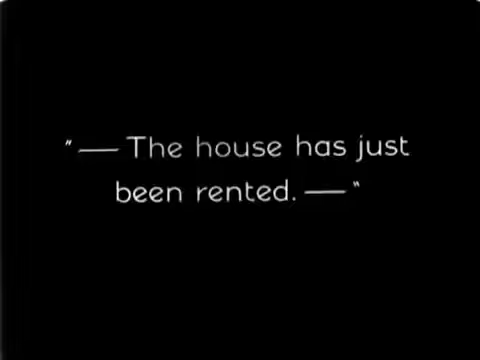 "— The house has just
been rented. —"